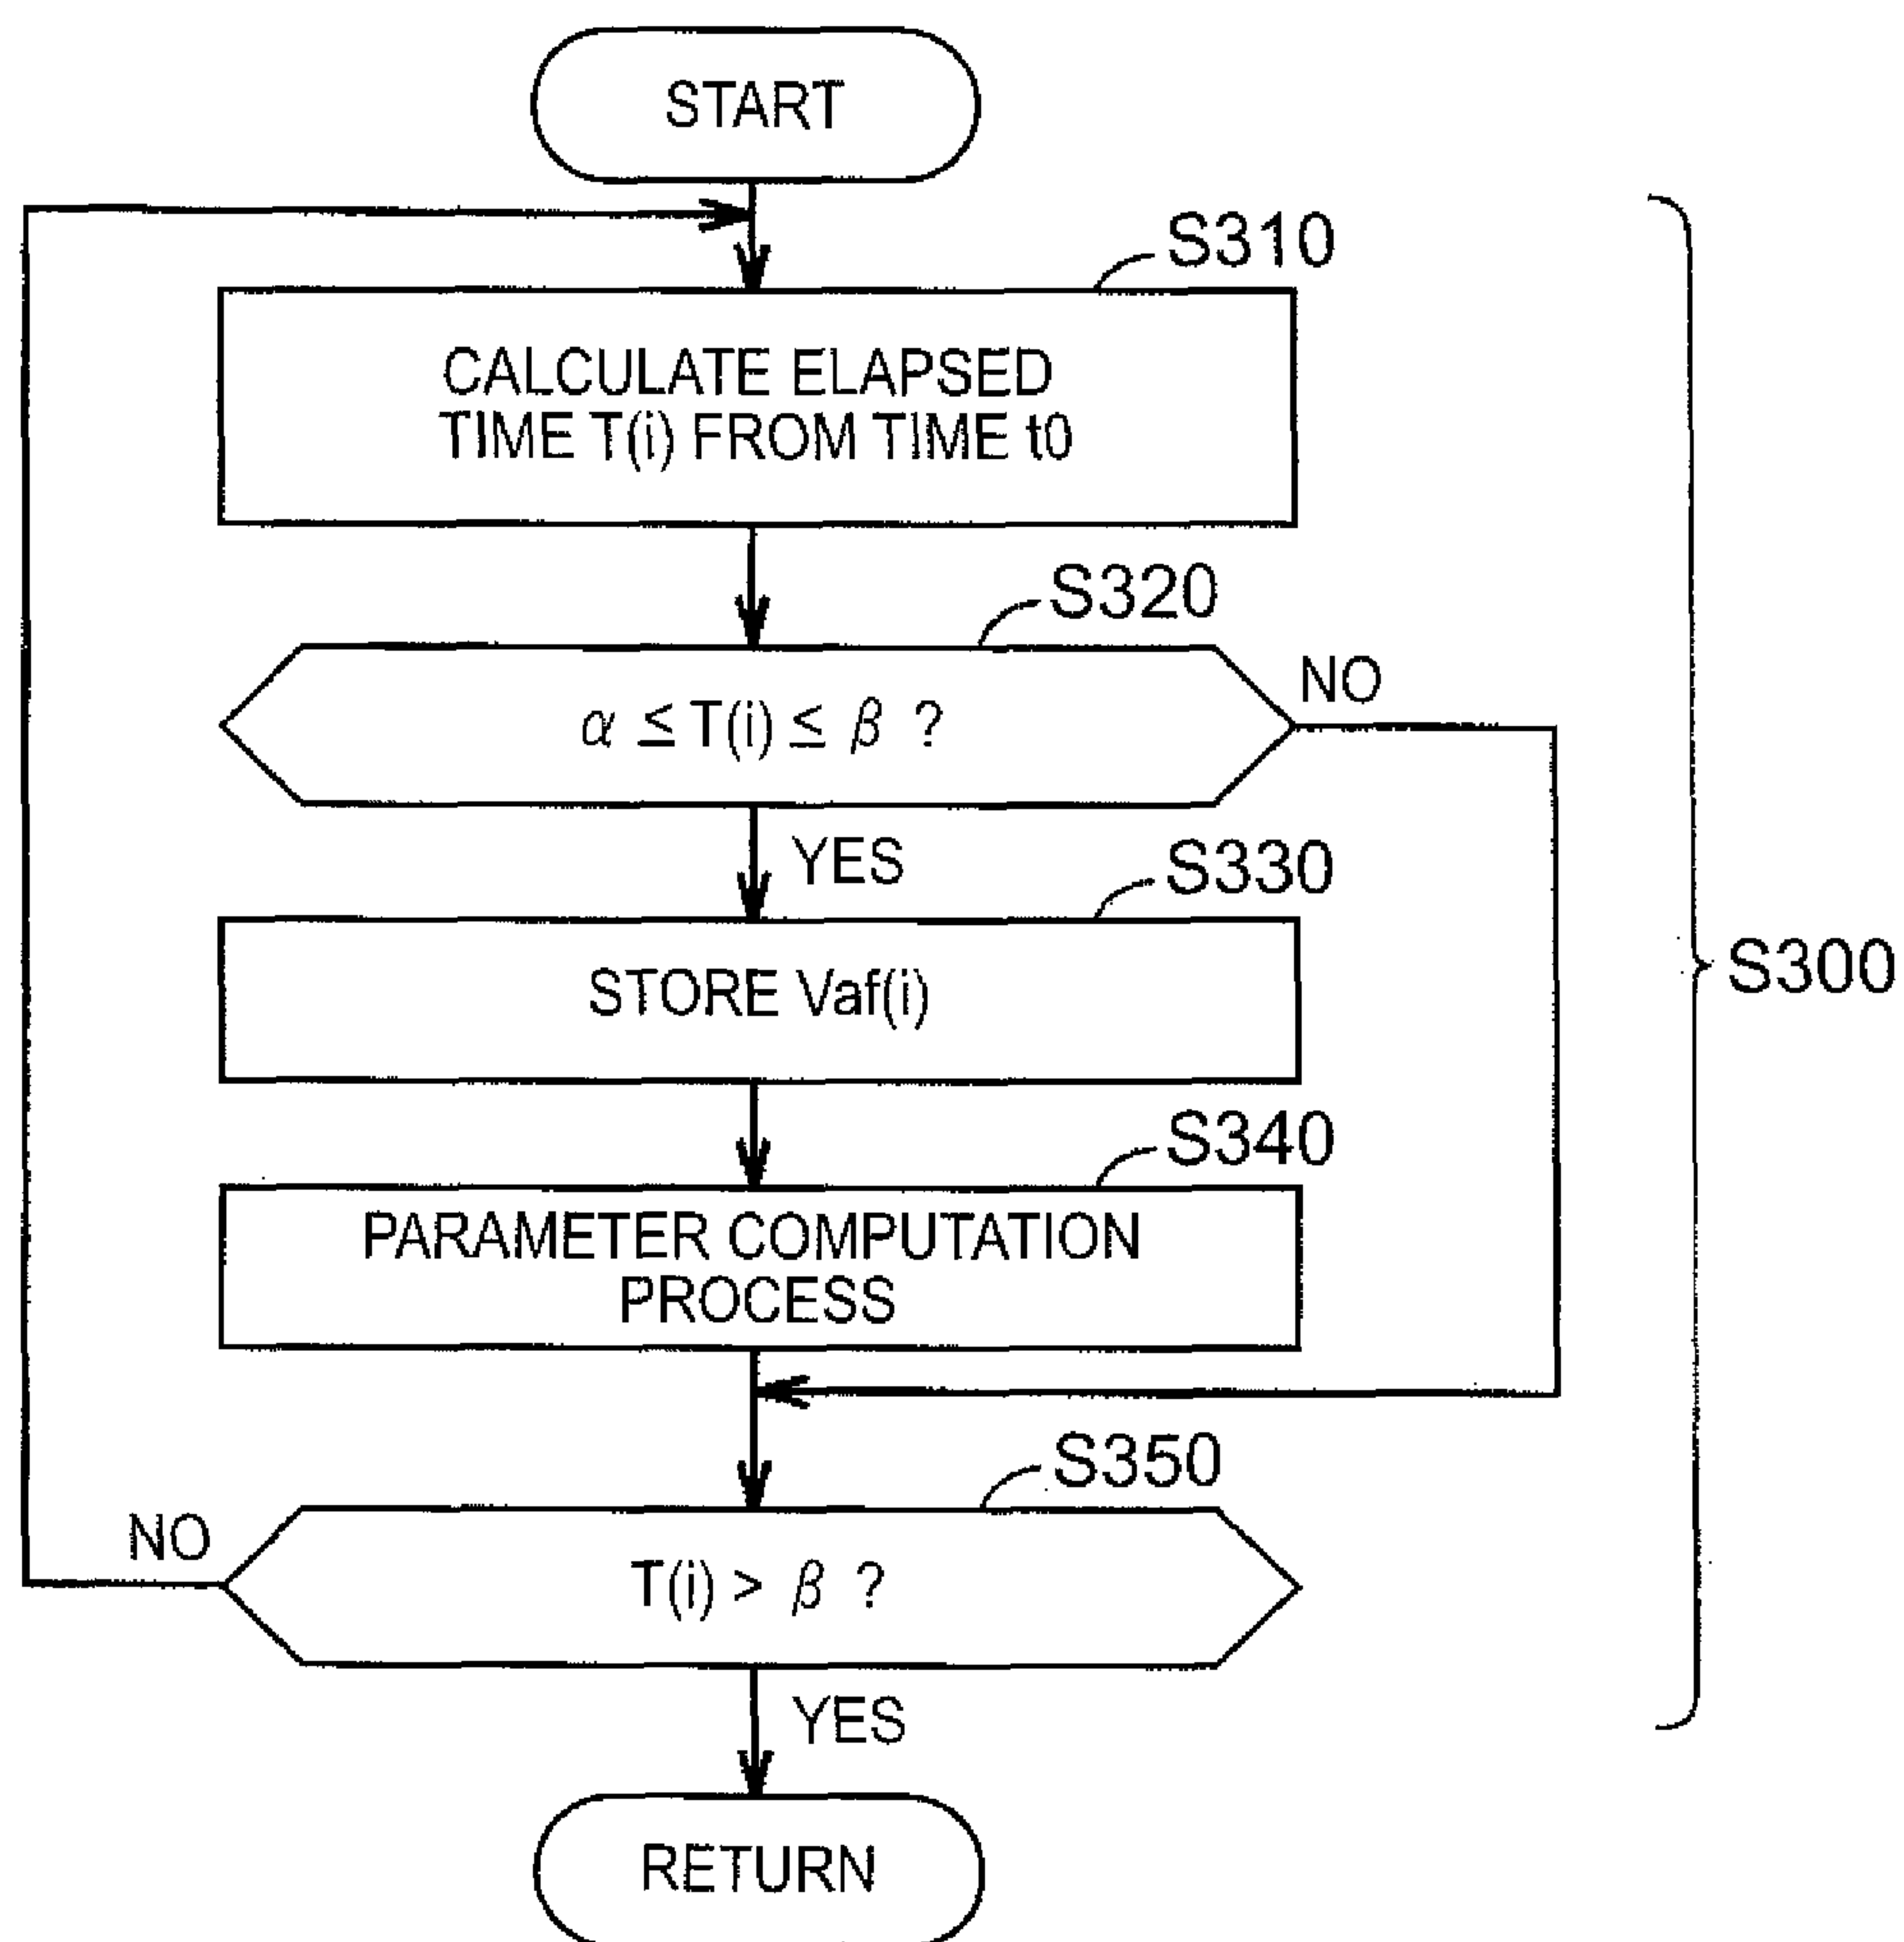 START
S310
CALCULATE ELAPSED
TIME T(i) FROM TIME t0
S320
α ≤ T(i) ≤ β ?
NO
YES
S330
STORE Vaf(i)
S300
S340
PARAMETER COMPUTATION
PROCESS
S350
NO
T(i) > β ?
YES
RETURN